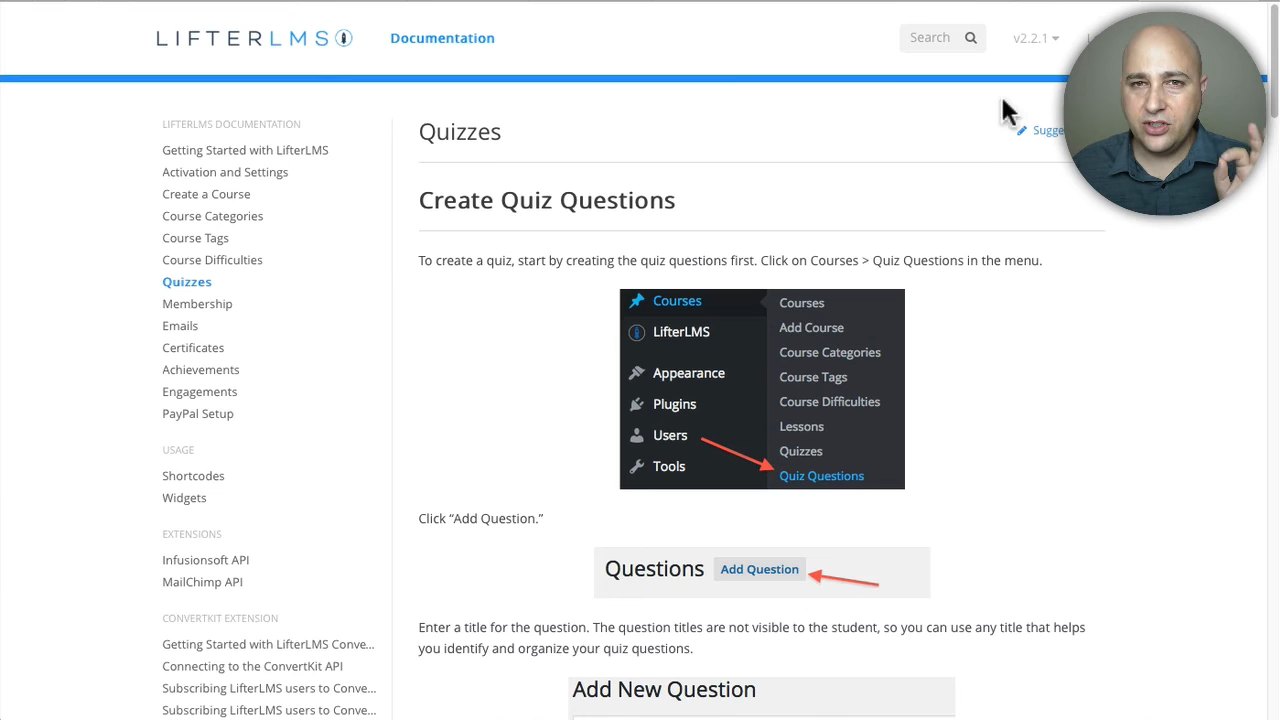 LIFTERLMS
Documentation
Search
v2.2.1
LIFTERLMS DOCUMENTATION
Getting Started with LifterLMS
Activation and Settings
Create a Course
Course Categories
Course Tags
Course Difficulties
Quizzes
Membership
Emails
Certificates
Achievements
Engagements
PayPal Setup
USAGE
Shortcodes
Widgets
EXTENSIONS
Infusionsoft API
MailChimp API
CONVERTKIT EXTENSION
Getting Started with LifterLMS Conve...
Connecting to the ConvertKit API
Subscribing LifterLMS users to Conve...
Subscribing LifterLMS users to Conve...
Quizzes
Sugge
Create Quiz Questions
To create a quiz, start by creating the quiz questions first. Click on Courses > Quiz Questions in the menu.
Courses
LifterLMS
Appearance
Plugins
Users
Tools
Courses
Add Course
Course Categories
Course Tags
Course Difficulties
Lessons
Quizzes
Quiz Questions
Click “Add Question.”
Questions Add Question
Enter a title for the question. The question titles are not visible to the student, so you can use any title that helps
you identify and organize your quiz questions.
Add New Question